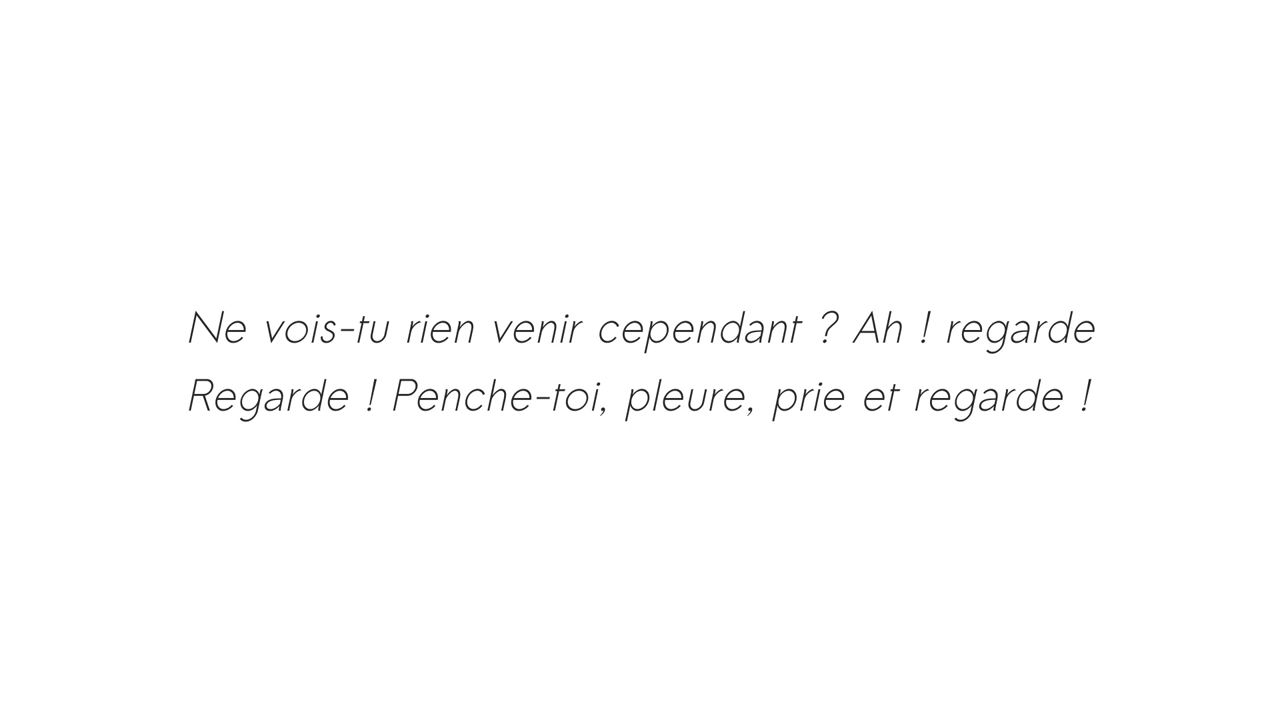 Ne vois-tu rien venir cependant ? Ah ! regarde
Regarde ! Penche-toi, pleure, prie et regarde !